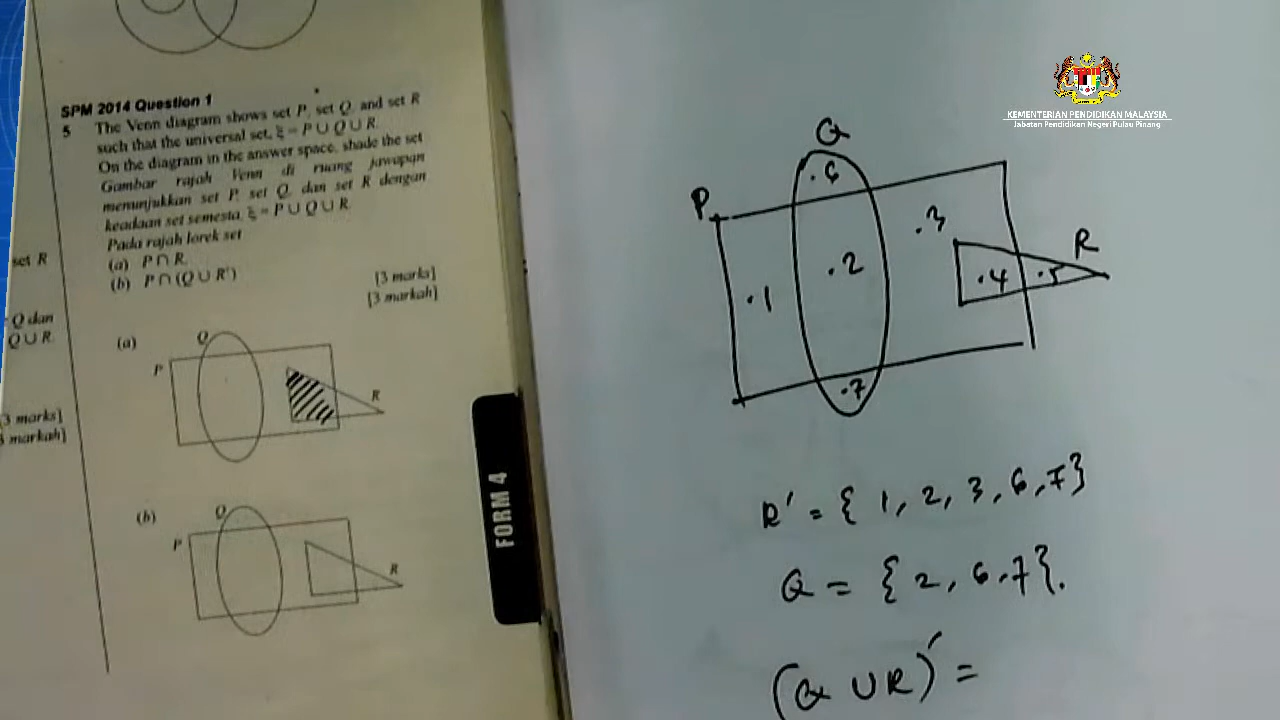 set R
Q dan
Q ∪ R.
3 marks]
markah]
SPM 2014 Question 1
5 The Venn diagram shows set P, set Q, and set R
such that the universal set, ξ = P ∪ Q ∪ R.
On the diagram in the answer space, shade the set
Gambar rajah Venn di ruang jawapan
menunjukkan set P, set Q, dan set R dengan
keadaan set semesta, ξ = P ∪ Q ∪ R.
Pada rajah lorek set
(a) P ∩ R.
(b) P ∩ (Q ∪ R')
[3 marks]
[3 markah]
(a)
Q
P
R
(b)
Q
P
R
FORM 4
KEMENTERIAN PENDIDIKAN MALAYSIA
Jabatan Pendidikan Negeri Pulau Pinang
Q
.6
P
.3
R
.2
.4
.5
.1
.7
R' = { 1, 2, 3, 6, 7}
Q = { 2, 6, 7}.
(Q ∪ R)' =